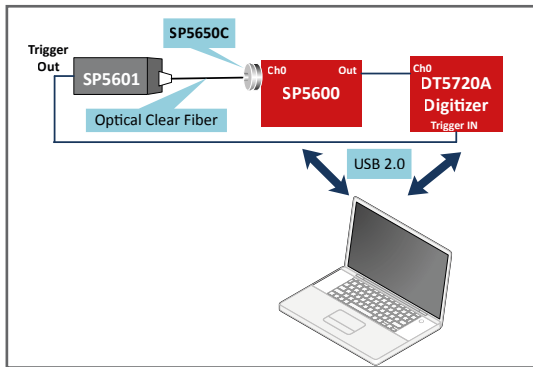 SP5650C
Trigger
Out
SP5601
Optical Clear Fiber
Ch0
Out
SP5600
Ch0
DT5720A
Digitizer
Trigger IN
USB 2.0